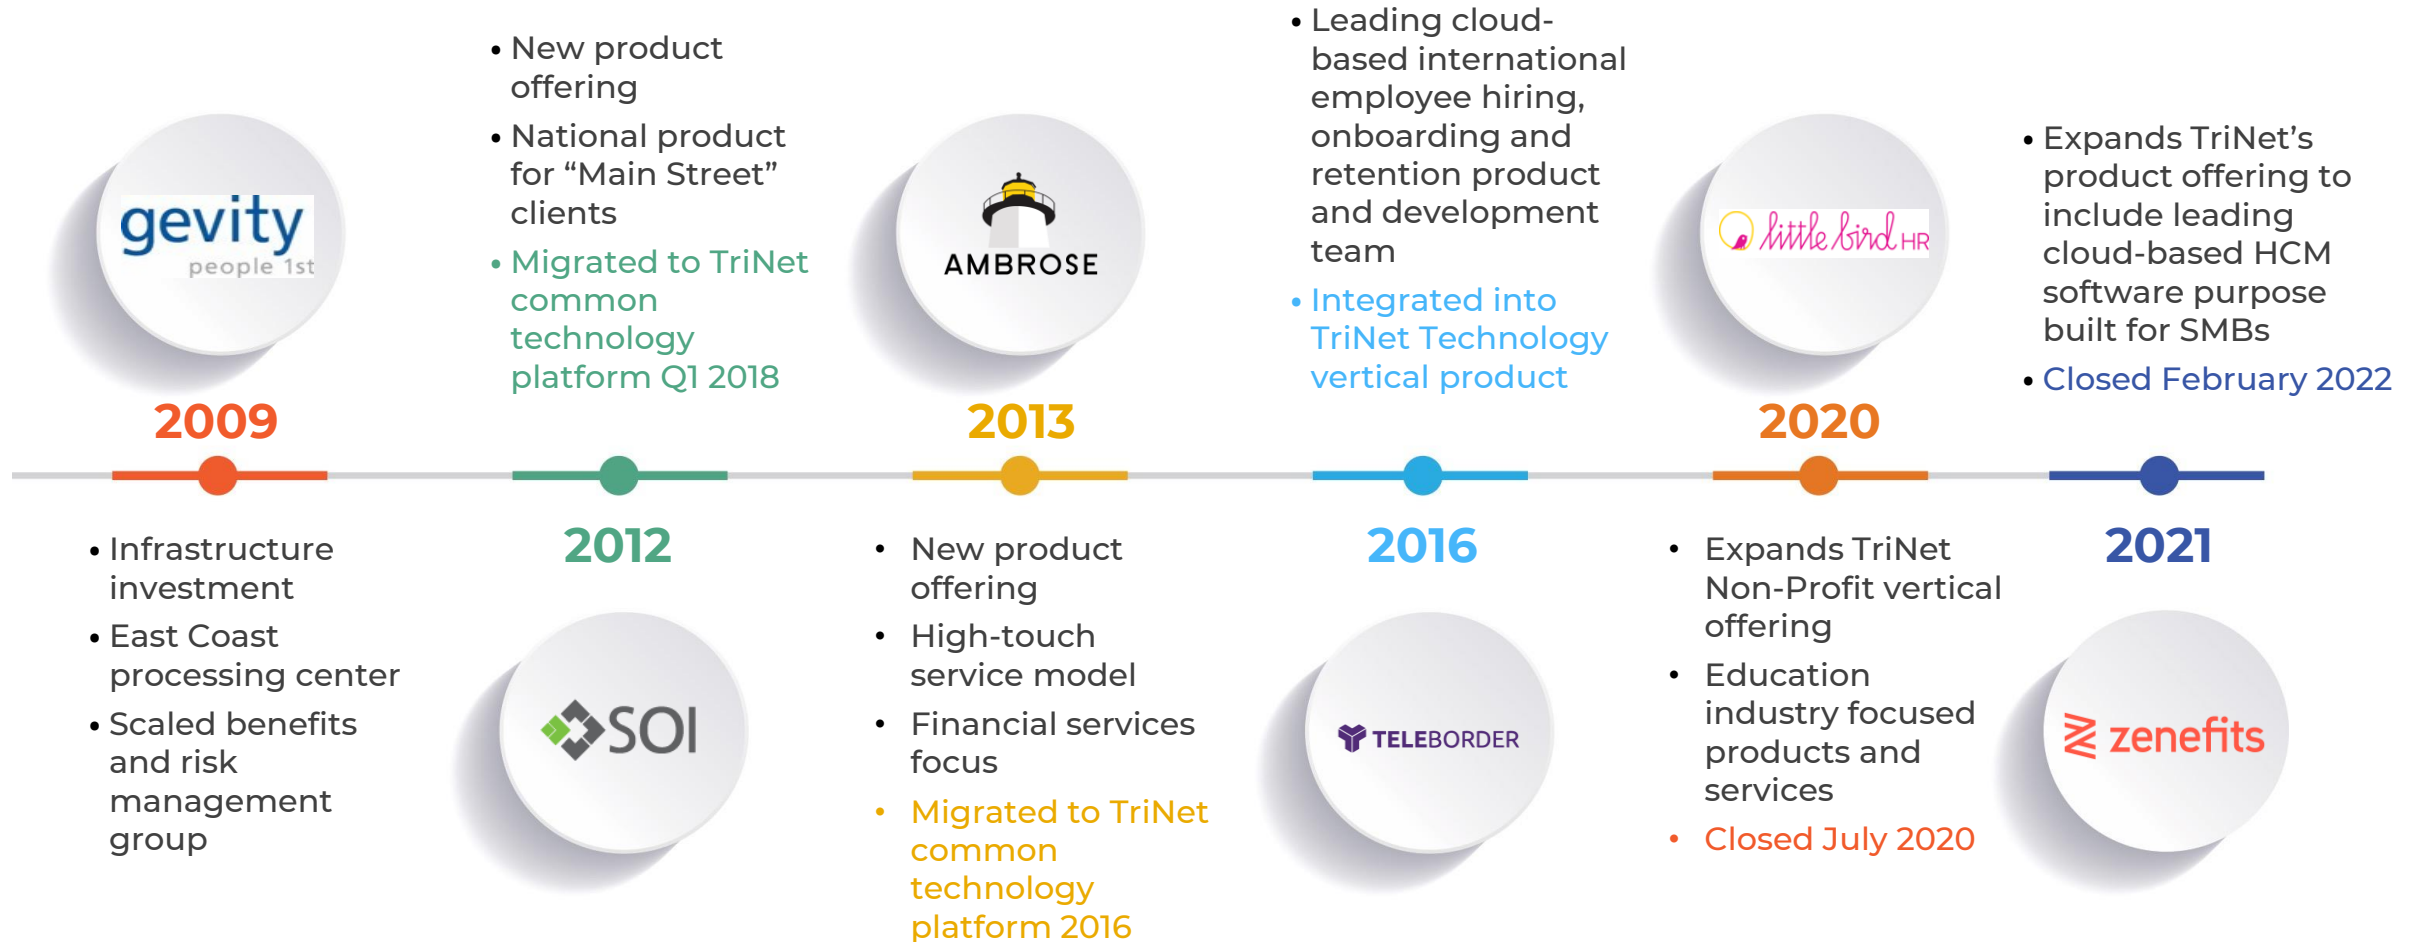 gevity
people 1st
2009
• Infrastructure
investment
• East Coast
processing center
• Scaled benefits
and risk
management
group
• New product
offering
• National product
for “Main Street”
clients
• Migrated to TriNet
common
technology
platform Q1 2018
2012
SOI
AMBROSE
2013
• New product
offering
• High-touch
service model
• Financial services
focus
• Migrated to TriNet
common
technology
platform 2016
• Leading cloud-
based international
employee hiring,
onboarding and
retention product
and development
team
• Integrated into
TriNet Technology
vertical product
2016
TELEBORDER
little bird HR
2020
• Expands TriNet
Non-Profit vertical
offering
• Education
industry focused
products and
services
• Closed July 2020
• Expands TriNet’s
product offering to
include leading
cloud-based HCM
software purpose
built for SMBs
• Closed February 2022
2021
zenefits